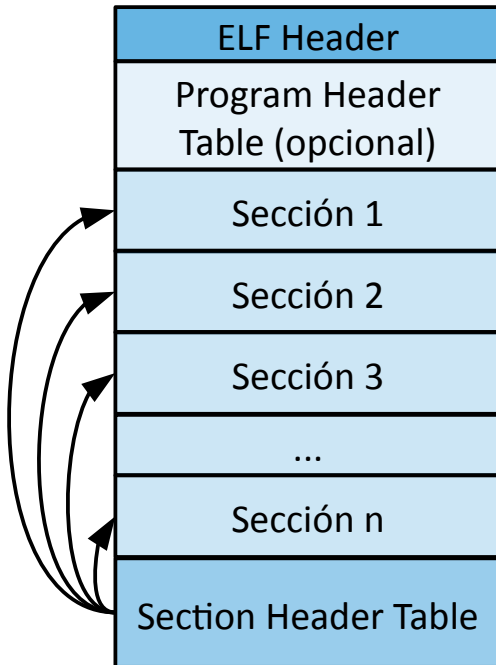 ELF Header
Program Header
Table (opcional)
Sección 1
Sección 2
Sección 3
...
Sección n
Section Header Table